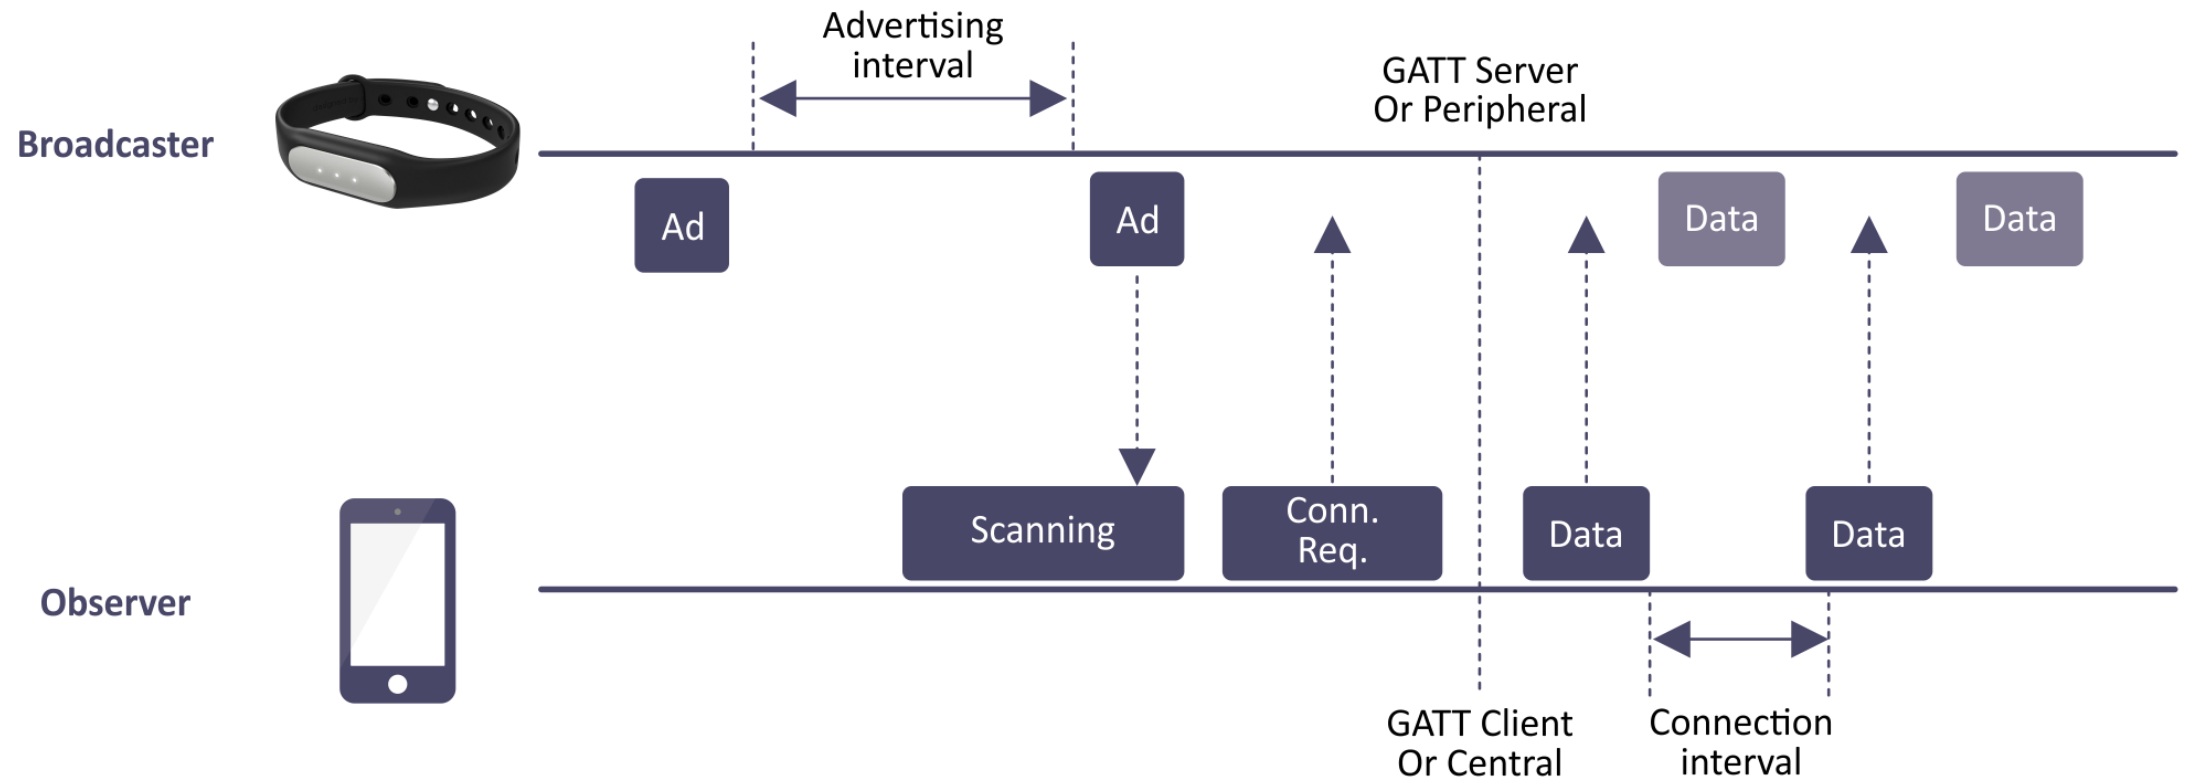 Advertising
interval
GATT Server
Or Peripheral
Broadcaster
Ad
Ad
Data
Data
Scanning
Conn.
Req.
Data
Data
Observer
GATT Client
Or Central
Connection
interval